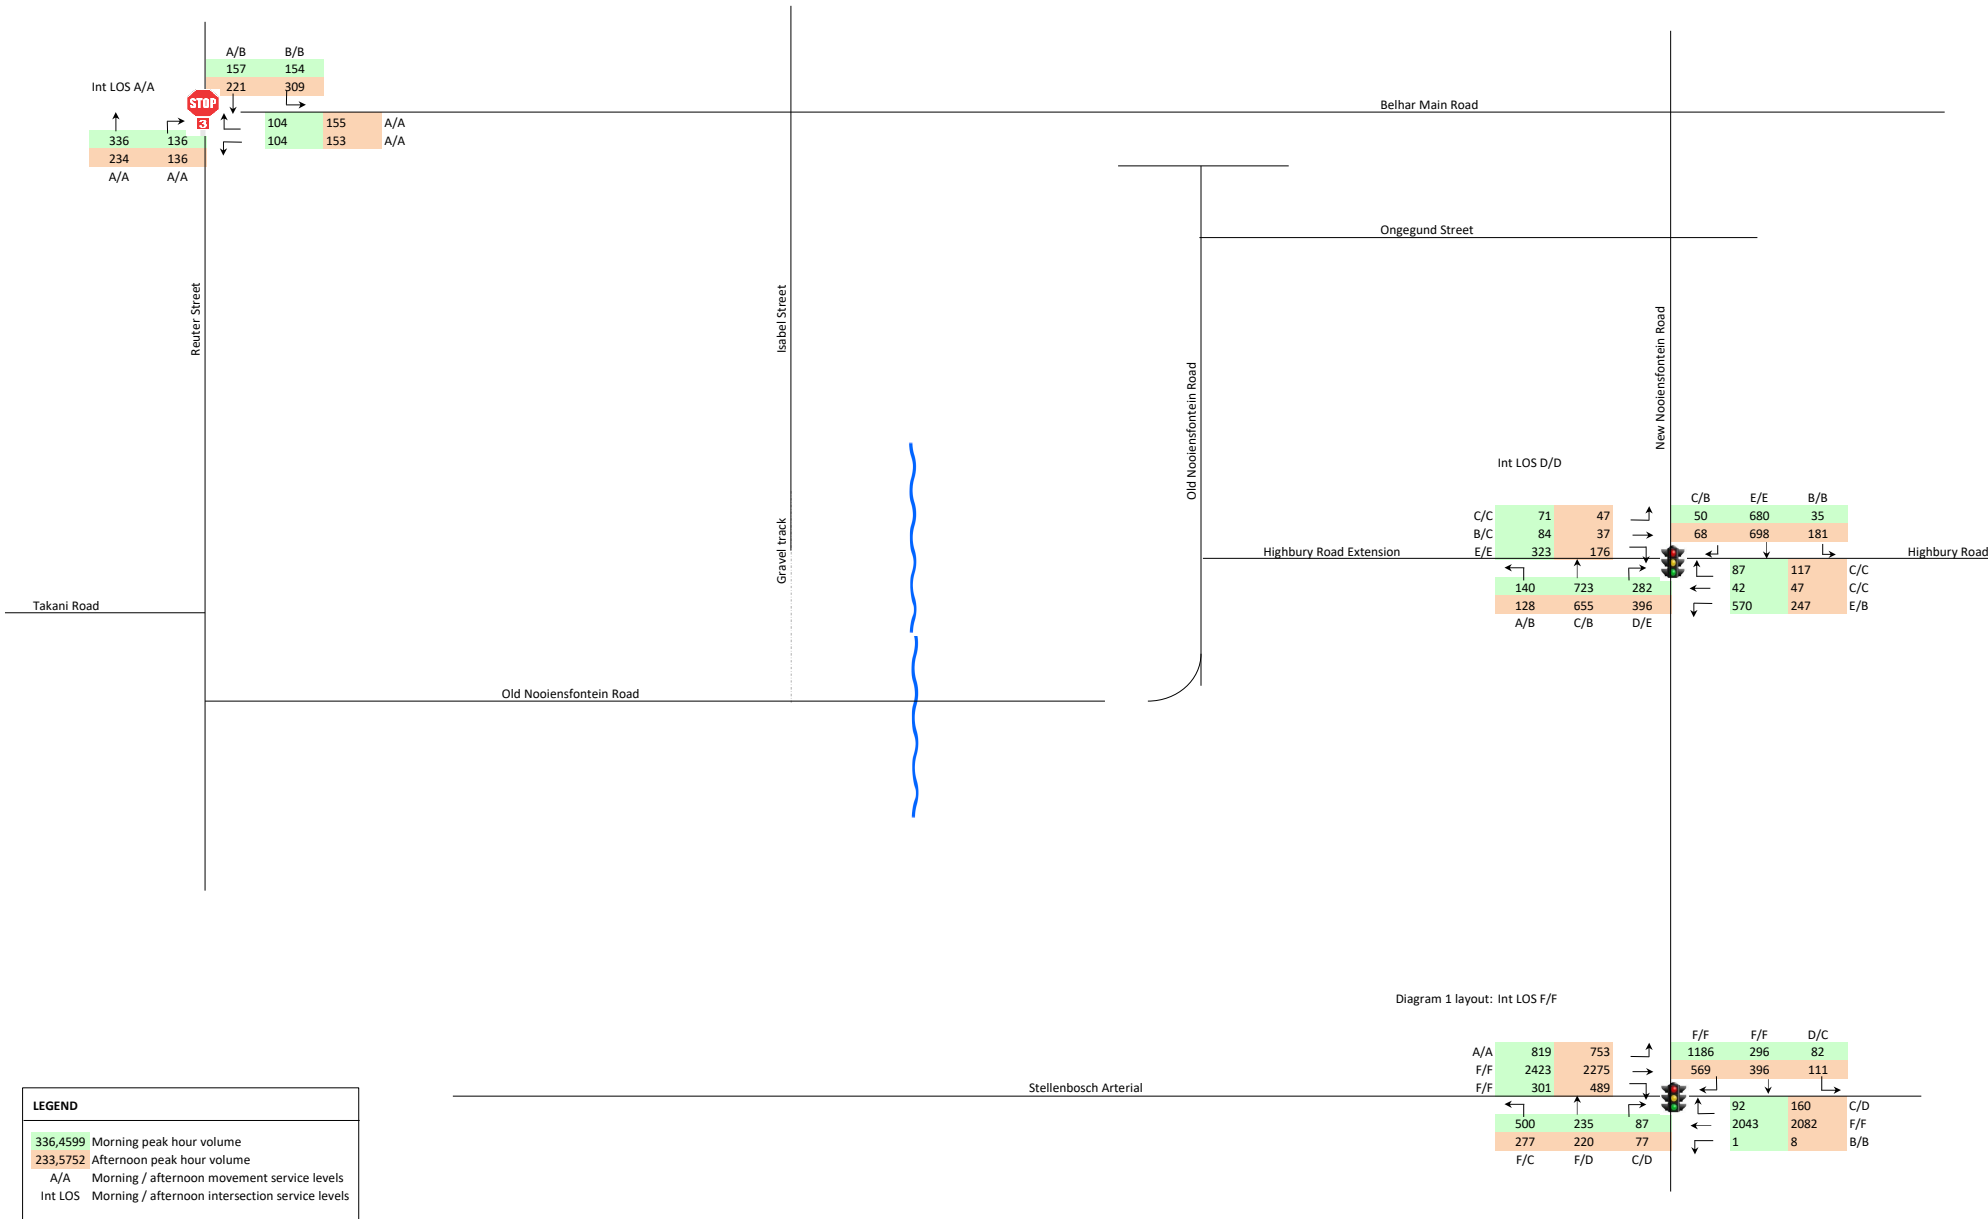 A/B B/B
157 154
221 309
Int LOS A/A
STOP
3
336 136
234 136
A/A A/A
104 155 A/A
104 153 A/A
Belhar Main Road
Ongegund Street
Reuter Street
Isabel Street
Gravel track
Old Nooiensfontein Road
New Nooiensfontein Road
Int LOS D/D
C/B E/E B/B
50 680 35
68 698 181
C/C 71 47
B/C 84 37
E/E 323 176
Highbury Road Extension
Highbury Road
140 723 282
128 655 396
A/B C/B D/E
87 117 C/C
42 47 C/C
570 247 E/B
Takani Road
Old Nooiensfontein Road
Diagram 1 layout: Int LOS F/F
F/F F/F D/C
1186 296 82
569 396 111
A/A 819 753
F/F 2423 2275
F/F 301 489
Stellenbosch Arterial
500 235 87
277 220 77
F/C F/D C/D
92 160 C/D
2043 2082 F/F
1 8 B/B
LEGEND
336,4599 Morning peak hour volume
233,5752 Afternoon peak hour volume
A/A Morning / afternoon movement service levels
Int LOS Morning / afternoon intersection service levels